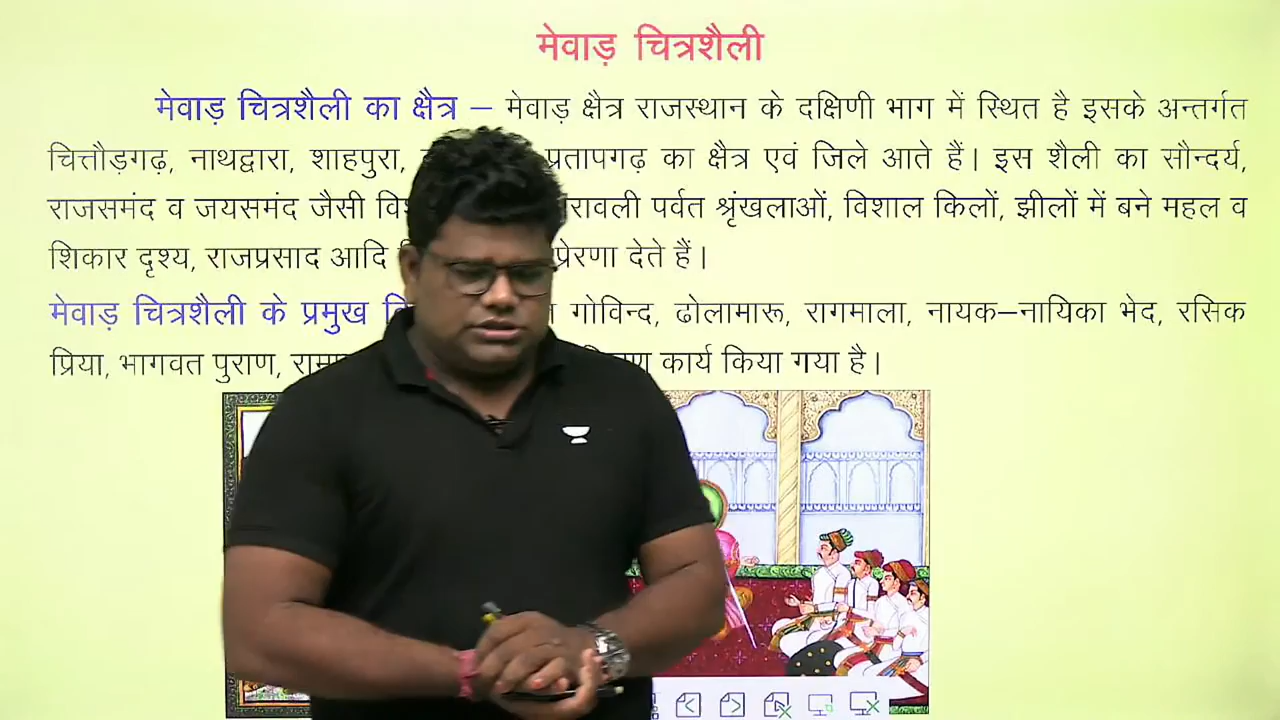 मेवाड़ चित्रशैली
मेवाड़ चित्रशैली का क्षैत्र – मेवाड़ क्षैत्र राजस्थान के दक्षिणी भाग में स्थित है इसके अन्तर्गत
चित्तौड़गढ़, नाथद्वारा, शाहपुरा, प्रतापगढ़ का क्षैत्र एवं जिले आते हैं। इस शैली का सौन्दर्य,
राजसमंद व जयसमंद जैसी पर्वत श्रृंखलाओं, विशाल किलों, झीलों में बने महल व
शिकार दृश्य, राजप्रसाद आदि प्रेरणा देते हैं।
मेवाड़ चित्रशैली के प्रमुख गोविन्द, ढोलामारू, रागमाला, नायक–नायिका भेद, रसिक
प्रिया, भागवत पुराण, कार्य किया गया है।